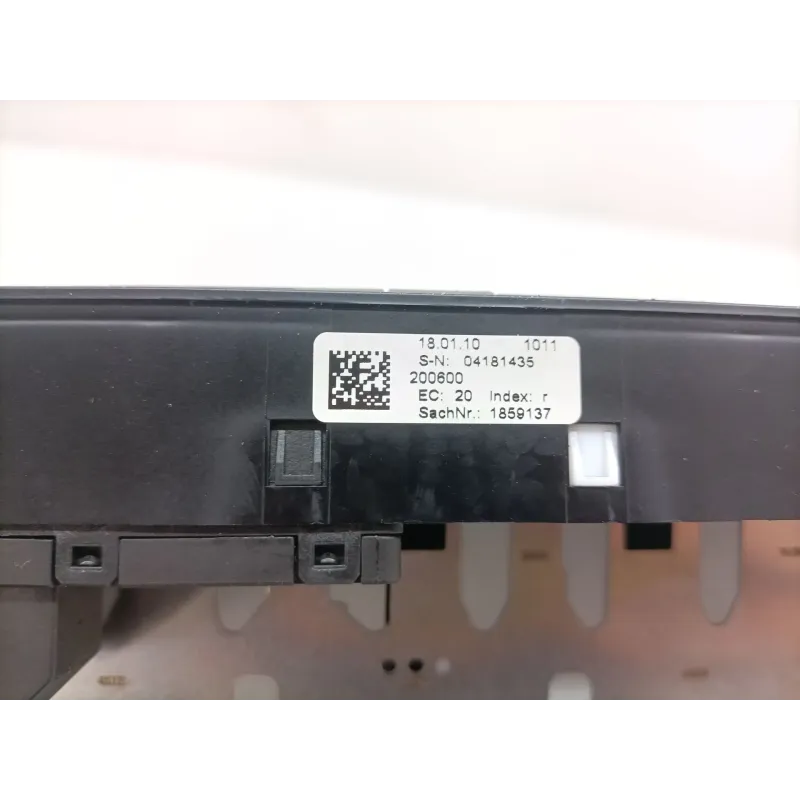 18.01.10 1011
S-N: 04181435
200600
EC: 20 Index: r
SachNr.: 1859137